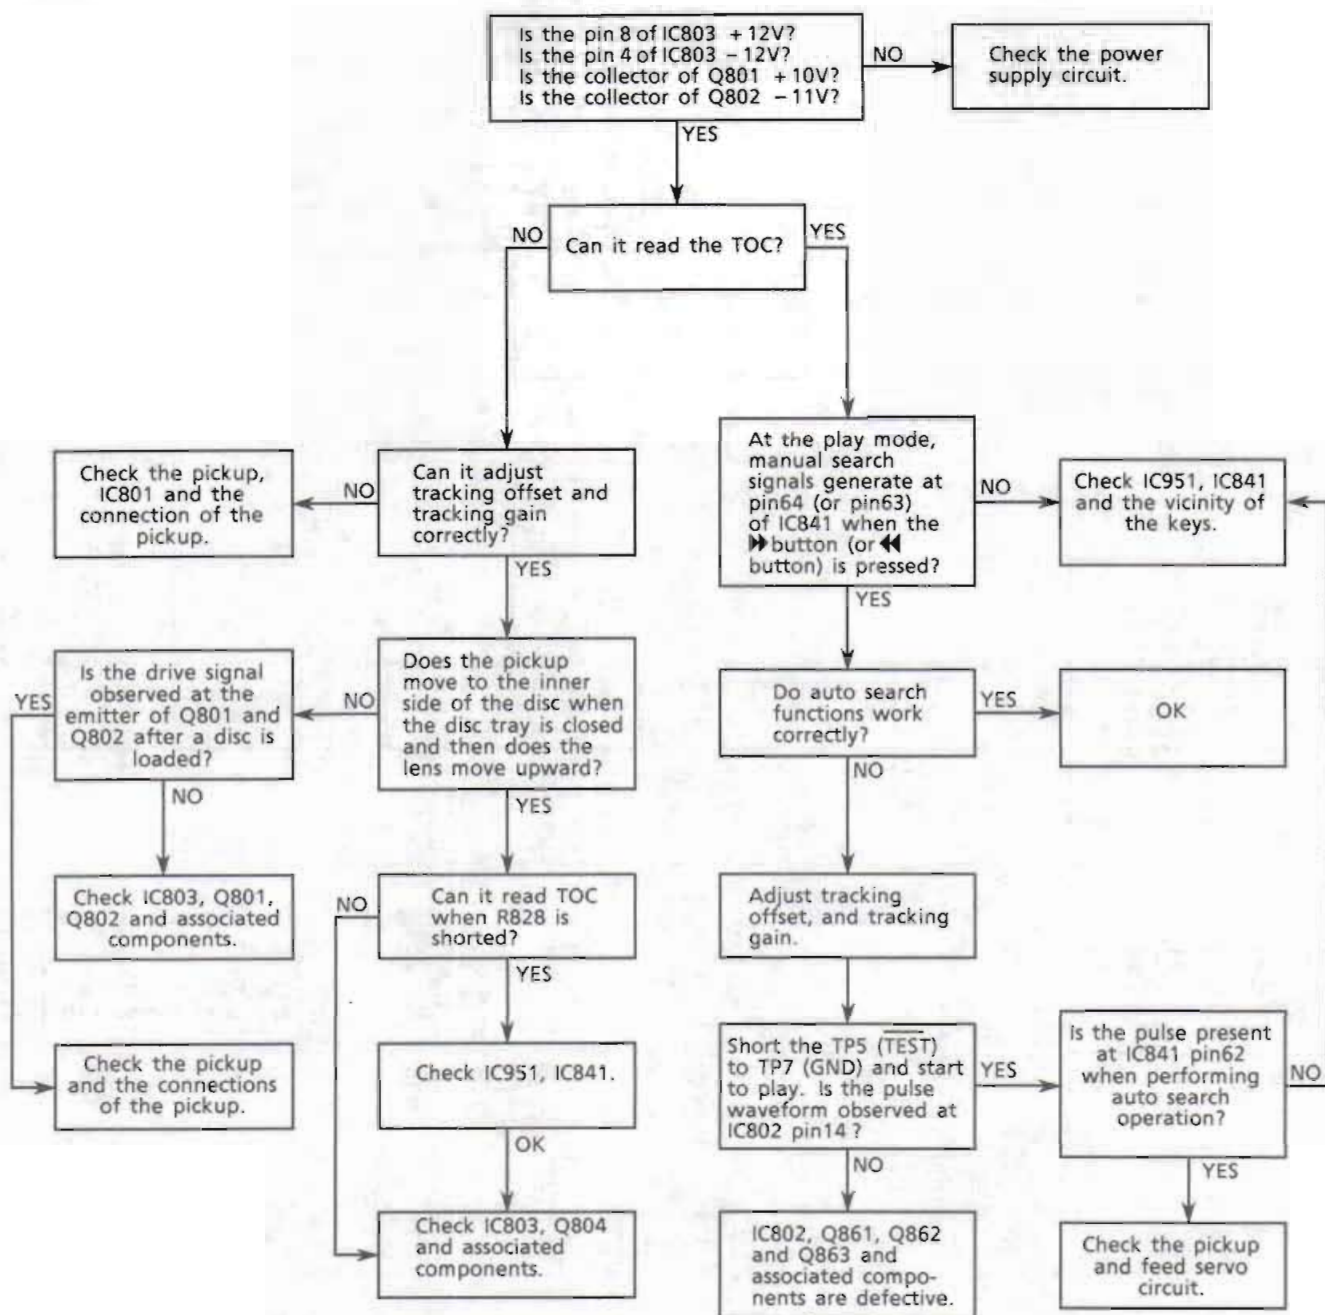 Is the pin 8 of IC803 +12V?
Is the pin 4 of IC803 −12V?
Is the collector of Q801 +10V?
Is the collector of Q802 −11V?
NO
Check the power
supply circuit.
YES
NO
Can it read the TOC?
YES
Check the pickup,
IC801 and the
connection of the
pickup.
NO
Can it adjust
tracking offset and
tracking gain
correctly?
At the play mode,
manual search
signals generate at
pin64 (or pin63)
of IC841 when the
▶▶ button (or ◀◀
button) is pressed?
NO
Check IC951, IC841
and the vicinity of
the keys.
YES
YES
YES
Is the drive signal
observed at the
emitter of Q801 and
Q802 after a disc is
loaded?
NO
Does the pickup
move to the inner
side of the disc when
the disc tray is closed
and then does the
lens move upward?
Do auto search
functions work
correctly?
YES
OK
NO
YES
NO
Check IC803, Q801,
Q802 and associated
components.
NO
Can it read TOC
when R828 is
shorted?
Adjust tracking
offset, and tracking
gain.
YES
Check the pickup
and the connections
of the pickup.
Check IC951, IC841.
Short the TP5 (TEST)
to TP7 (GND) and start
to play. Is the pulse
waveform observed at
IC802 pin14 ?
YES
Is the pulse present
at IC841 pin62
when performing
auto search
operation?
NO
OK
NO
YES
Check IC803, Q804
and associated
components.
IC802, Q861, Q862
and Q863 and
associated compo-
nents are defective.
Check the pickup
and feed servo
circuit.